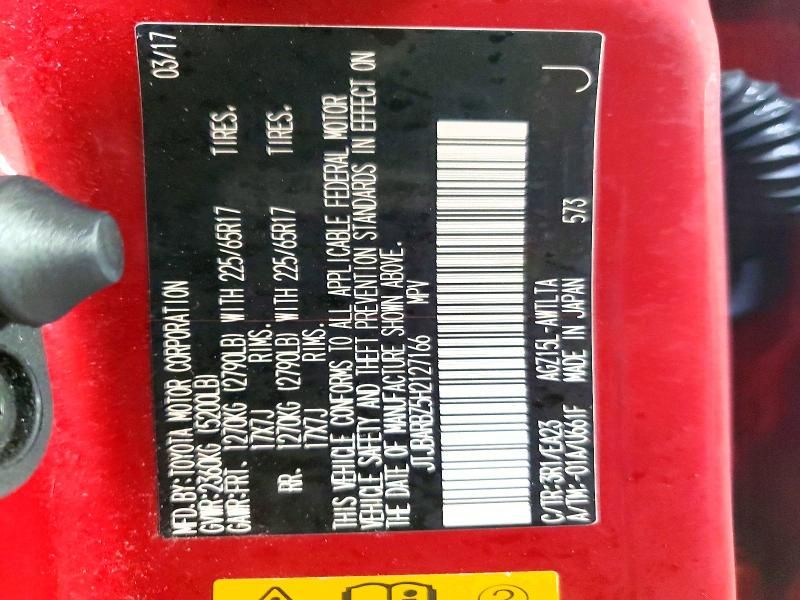 MFD.BY:TOYOTA MOTOR CORPORATION 03/17
GVWR:2360KG (5200LB)
GAWR:FRT. 1270KG (2790LB) WITH 225/65R17 TIRES.
17X7J RIMS.
RR. 1270KG (2790LB) WITH 225/65R17 TIRES.
17X7J RIMS.
THIS VEHICLE CONFORMS TO ALL APPLICABLE FEDERAL MOTOR
VEHICLE SAFETY AND THEFT PREVENTION STANDARDS IN EFFECT ON
THE DATE OF MANUFACTURE SHOWN ABOVE.
JTJBARBZ5H2127166 MPV
C/TR:3R1/EA23 AGZ15L-AWTLTA
A/TM:-01A/U661F MADE IN JAPAN 573 J